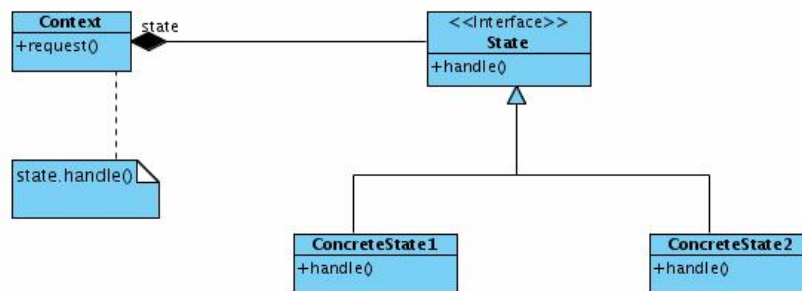 Context
+request()
state
<<Interface>>
State
+handle()
state.handle()
ConcreteState1
+handle()
ConcreteState2
+handle()